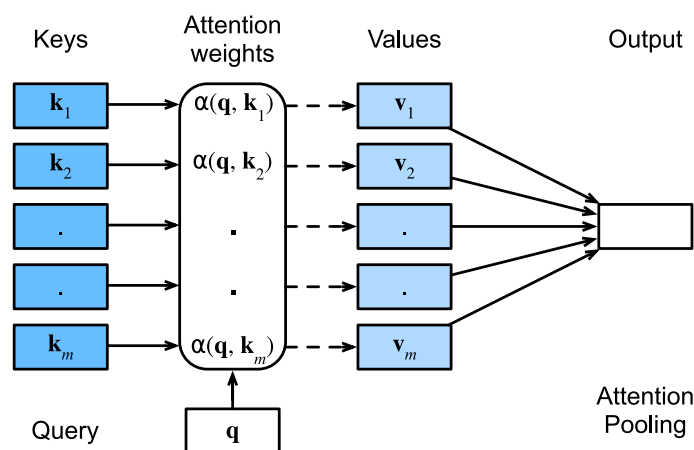 Keys
Attention
weights
Values
Output
k₁
α(q, k₁)
v₁
k₂
α(q, k₂)
v₂
.
.
.
.
.
.
kₘ
α(q, kₘ)
vₘ
Attention
Pooling
Query
q